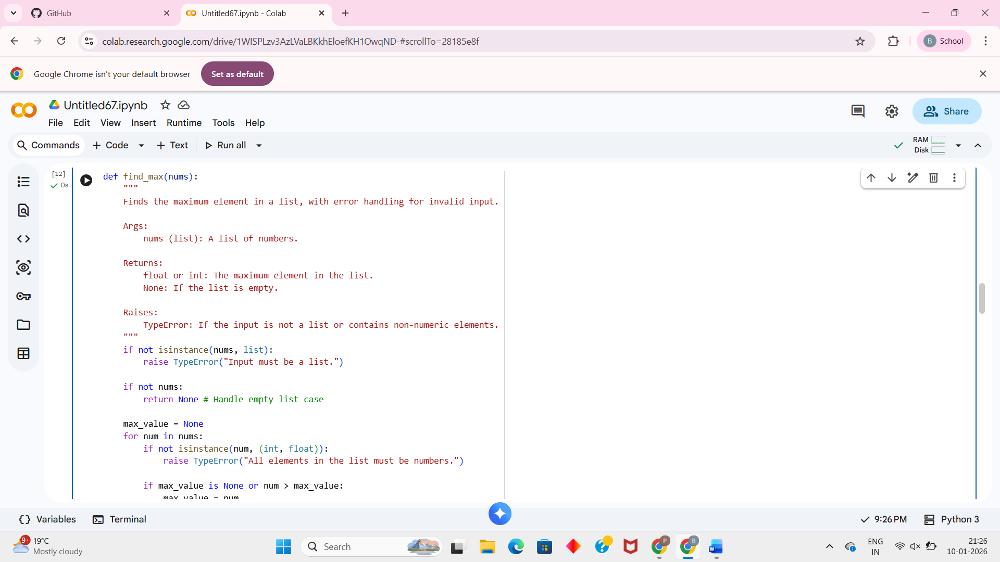 GitHub
Untitled67.ipynb - Colab
colab.research.google.com/drive/1WISPLzv3AzLVaLBKkhEloefKH1OwqND-#scrollTo=28185e8f
B School
Google Chrome isn't your default browser
Set as default
Untitled67.ipynb
File Edit View Insert Runtime Tools Help
Share
Commands
+ Code
+ Text
Run all
RAM
Disk
[12]
0s
def find_max(nums):
    """
    Finds the maximum element in a list, with error handling for invalid input.
    Args:
        nums (list): A list of numbers.
    Returns:
        float or int: The maximum element in the list.
        None: If the list is empty.
    Raises:
        TypeError: If the input is not a list or contains non-numeric elements.
    """
    if not isinstance(nums, list):
        raise TypeError("Input must be a list.")
    if not nums:
        return None # Handle empty list case
    max_value = None
    for num in nums:
        if not isinstance(num, (int, float)):
            raise TypeError("All elements in the list must be numbers.")
        if max_value is None or num > max_value:
            max_value = num
{} Variables
Terminal
9:26 PM
Python 3
9+
19°C
Mostly cloudy
Search
P
B
W
ENG
IN
21:26
10-01-2026